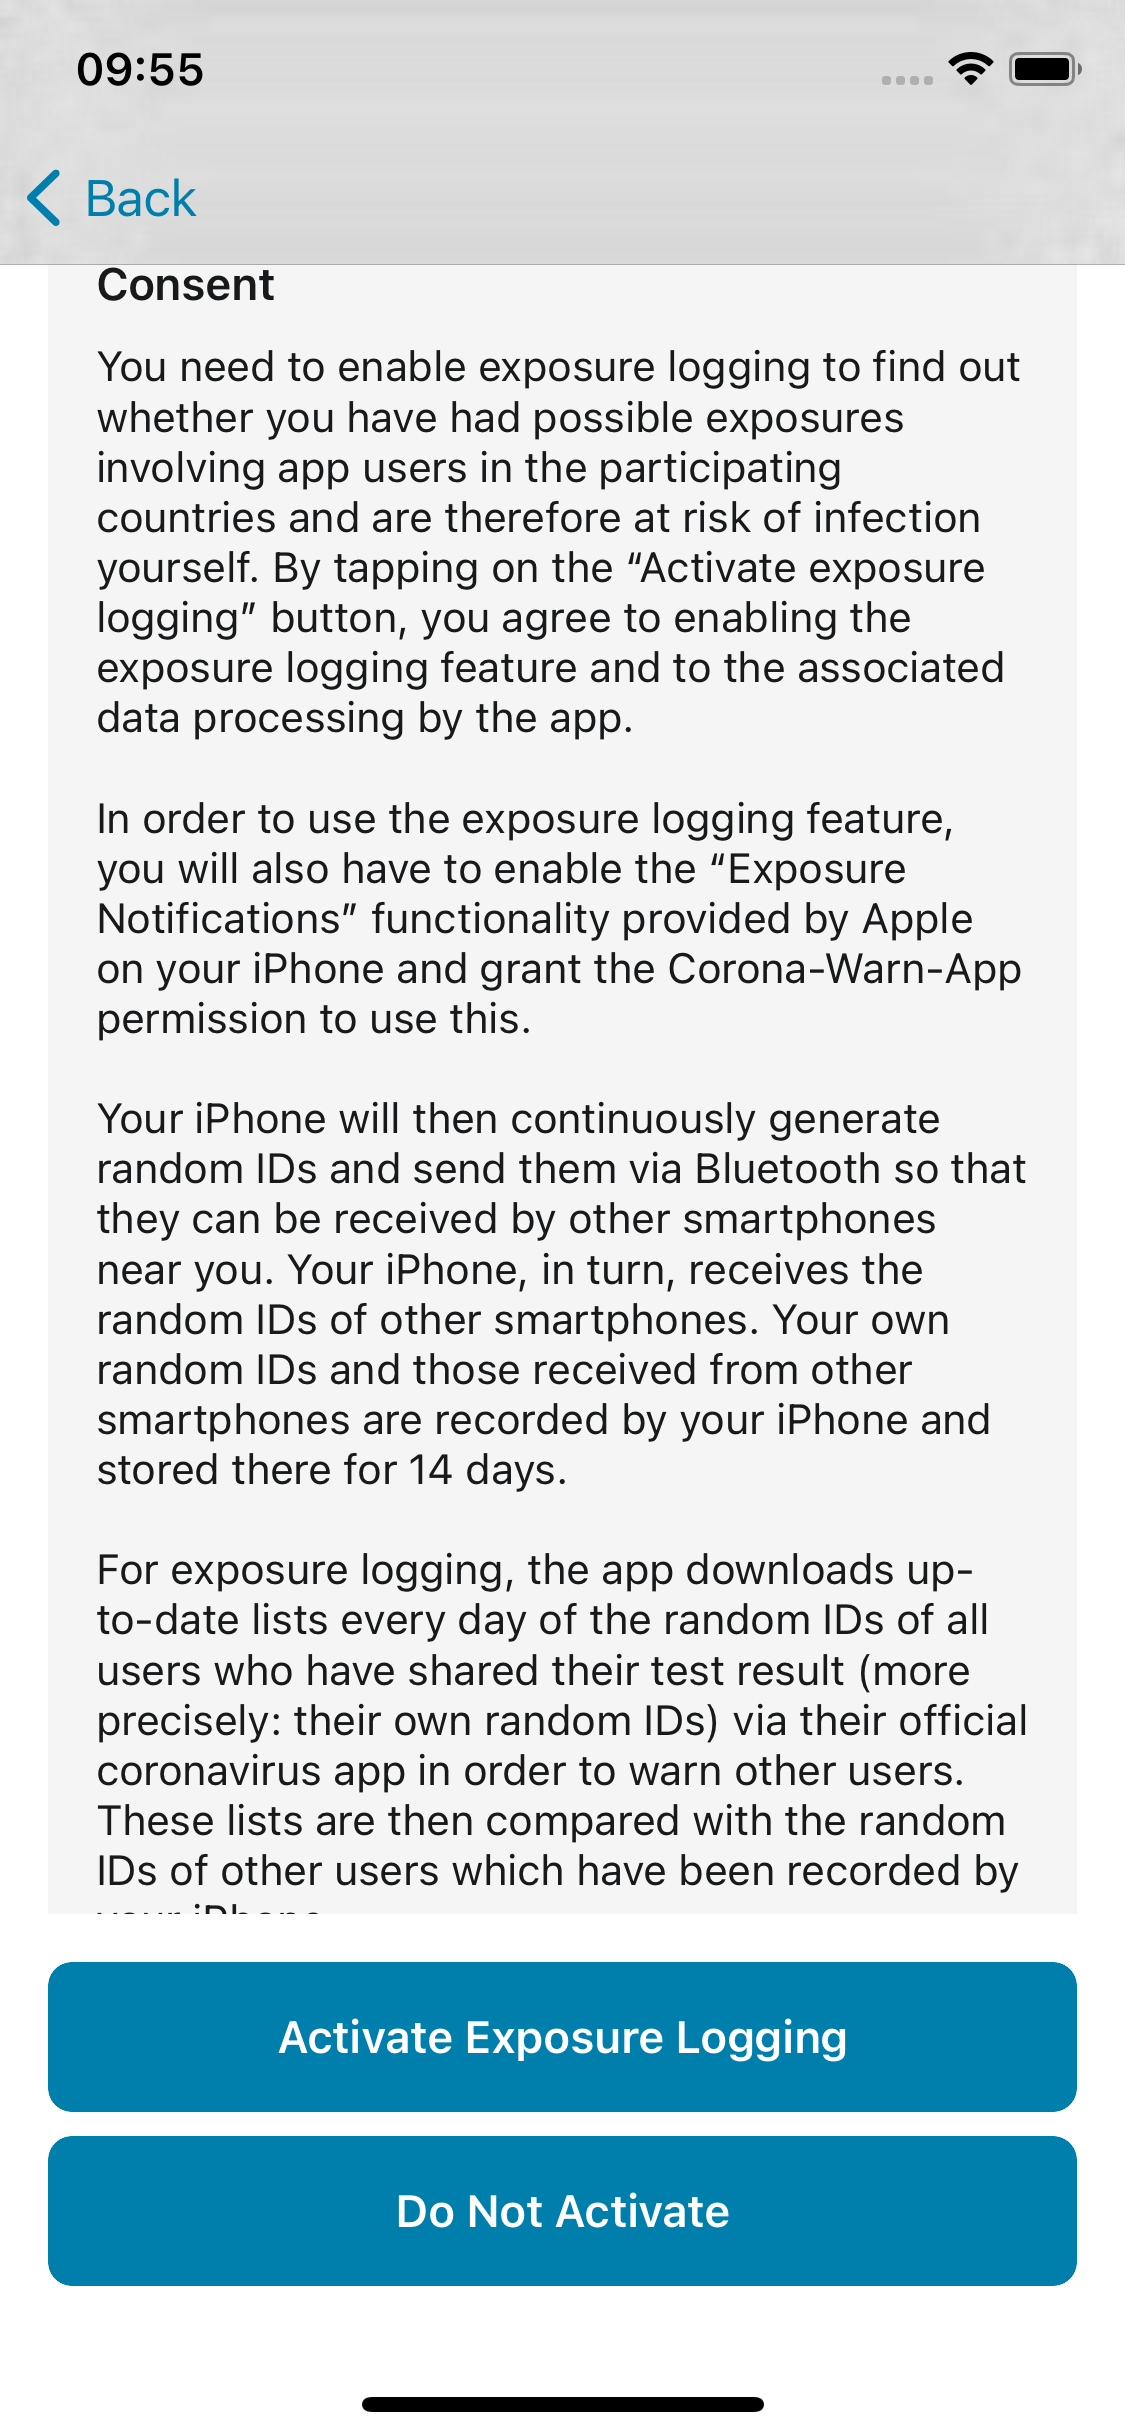 09:55
Back
Consent
You need to enable exposure logging to find out
whether you have had possible exposures
involving app users in the participating
countries and are therefore at risk of infection
yourself. By tapping on the “Activate exposure
logging” button, you agree to enabling the
exposure logging feature and to the associated
data processing by the app.
In order to use the exposure logging feature,
you will also have to enable the “Exposure
Notifications” functionality provided by Apple
on your iPhone and grant the Corona-Warn-App
permission to use this.
Your iPhone will then continuously generate
random IDs and send them via Bluetooth so that
they can be received by other smartphones
near you. Your iPhone, in turn, receives the
random IDs of other smartphones. Your own
random IDs and those received from other
smartphones are recorded by your iPhone and
stored there for 14 days.
For exposure logging, the app downloads up-
to-date lists every day of the random IDs of all
users who have shared their test result (more
precisely: their own random IDs) via their official
coronavirus app in order to warn other users.
These lists are then compared with the random
IDs of other users which have been recorded by
your iPhone
Activate Exposure Logging
Do Not Activate